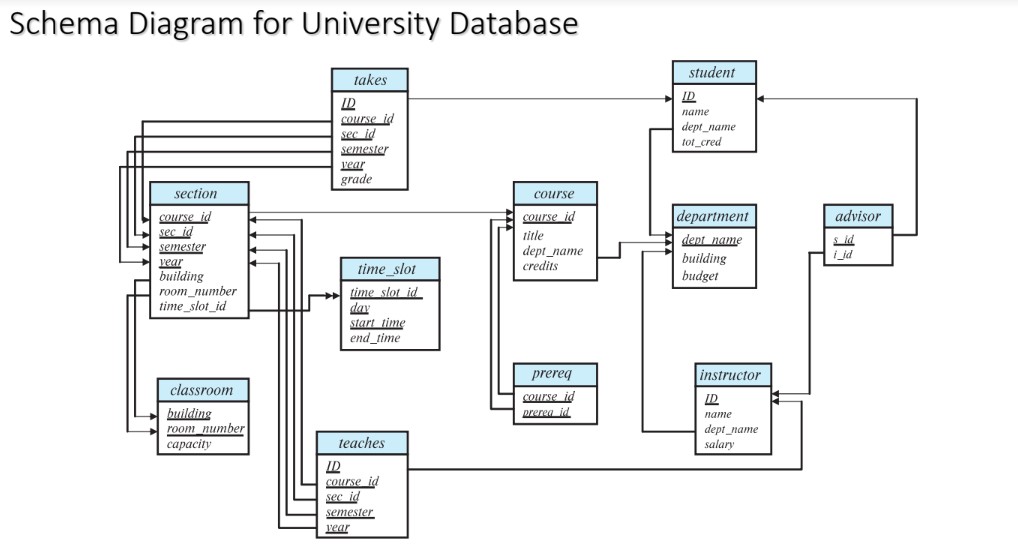 Schema Diagram for University Database
takes
ID
course_id
sec_id
semester
year
grade
student
ID
name
dept_name
tot_cred
section
course_id
sec_id
semester
year
building
room_number
time_slot_id
course
course_id
title
dept_name
credits
department
dept_name
building
budget
advisor
s_id
i_id
time_slot
time_slot_id
day
start_time
end_time
classroom
building
room_number
capacity
prereq
course_id
prereq_id
instructor
ID
name
dept_name
salary
teaches
ID
course_id
sec_id
semester
year